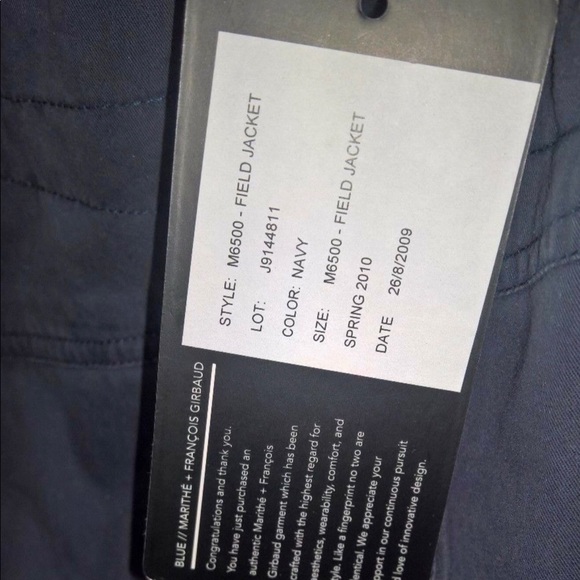 STYLE: M6500 - FIELD JACKET
LOT: J9144811
COLOR: NAVY
SIZE: M6500 - FIELD JACKET
SPRING 2010
DATE 26/8/2009
BLUE // MARITHÉ + FRANÇOIS GIRBAUD
Congratulations and thank you.
You have just purchased an
authentic Marithé + François
Girbaud garment which has been
crafted with the highest regard for
aesthetics, wearability, comfort, and
yle. Like a fingerprint no two are
entical. We appreciate your
port in our continuous pursuit
d love of innovative design.